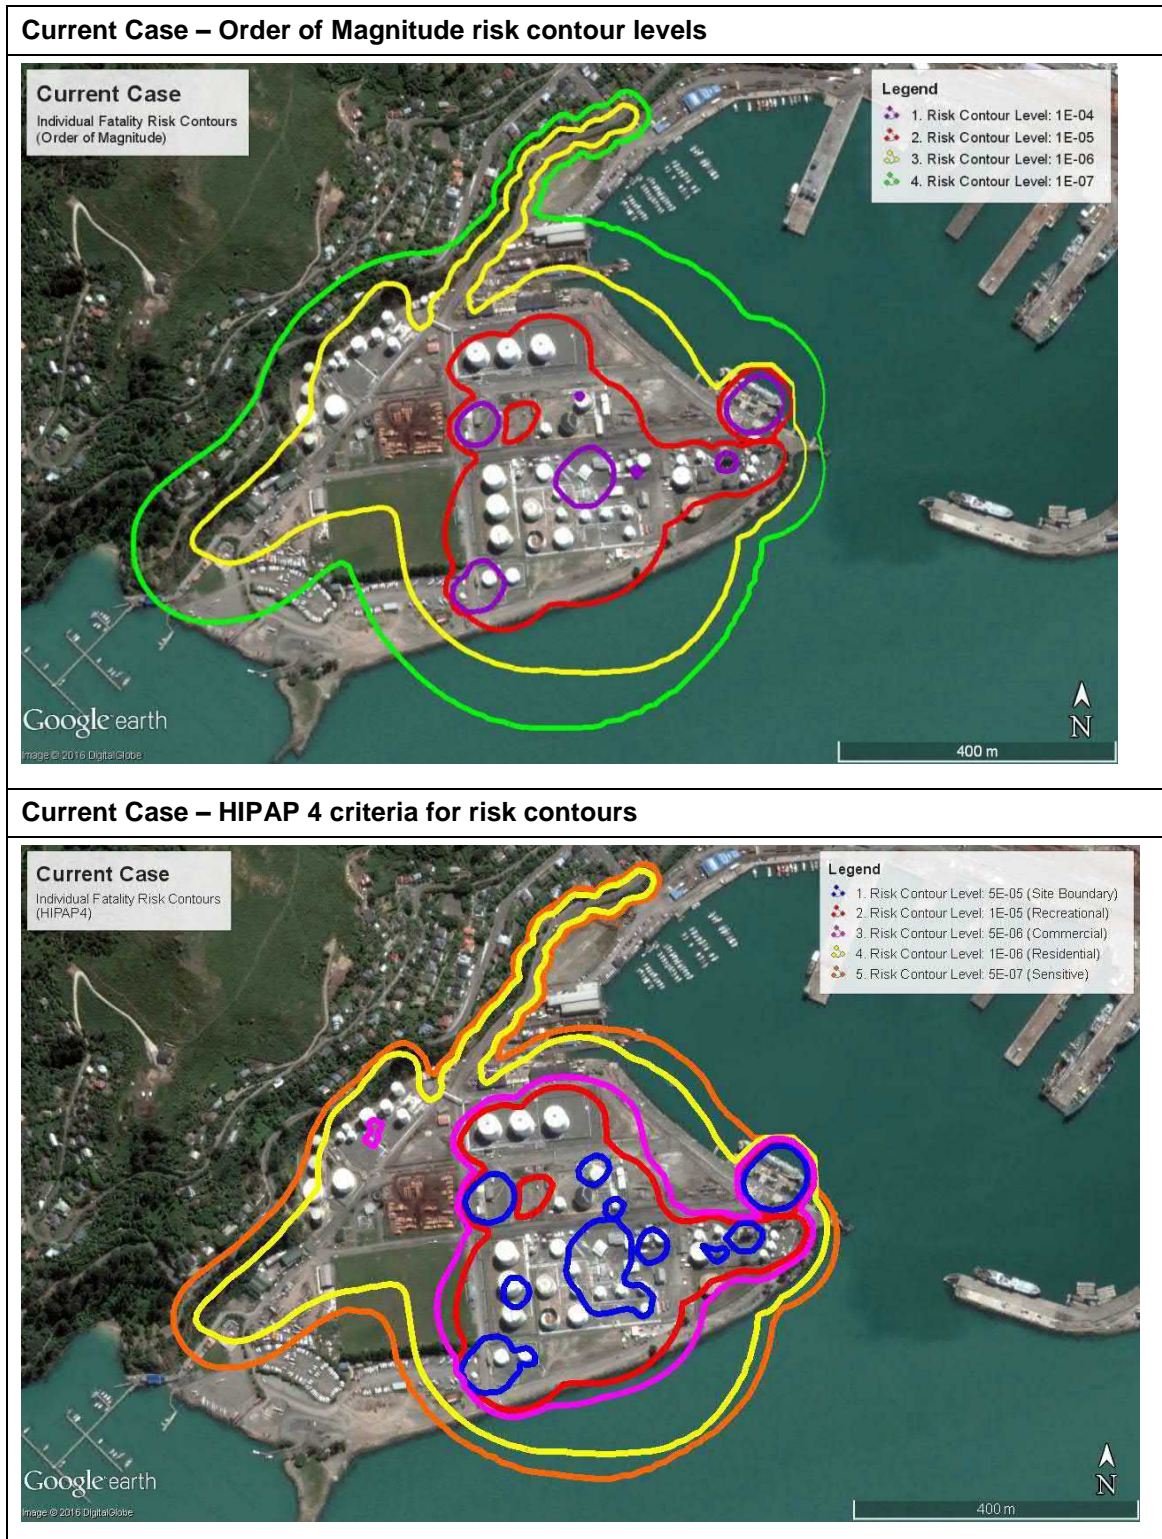 Current Case – Order of Magnitude risk contour levels
Current Case
Individual Fatality Risk Contours
(Order of Magnitude)
Legend
1. Risk Contour Level: 1E-04
2. Risk Contour Level: 1E-05
3. Risk Contour Level: 1E-06
4. Risk Contour Level: 1E-07
N
Google earth
400 m
Image © 2016 DigitalGlobe
Current Case – HIPAP 4 criteria for risk contours
Current Case
Individual Fatality Risk Contours
(HIPAP4)
Legend
1. Risk Contour Level: 5E-05 (Site Boundary)
2. Risk Contour Level: 1E-05 (Recreational)
3. Risk Contour Level: 5E-06 (Commercial)
4. Risk Contour Level: 1E-06 (Residential)
5. Risk Contour Level: 5E-07 (Sensitive)
N
Google earth
400 m
Image © 2016 DigitalGlobe